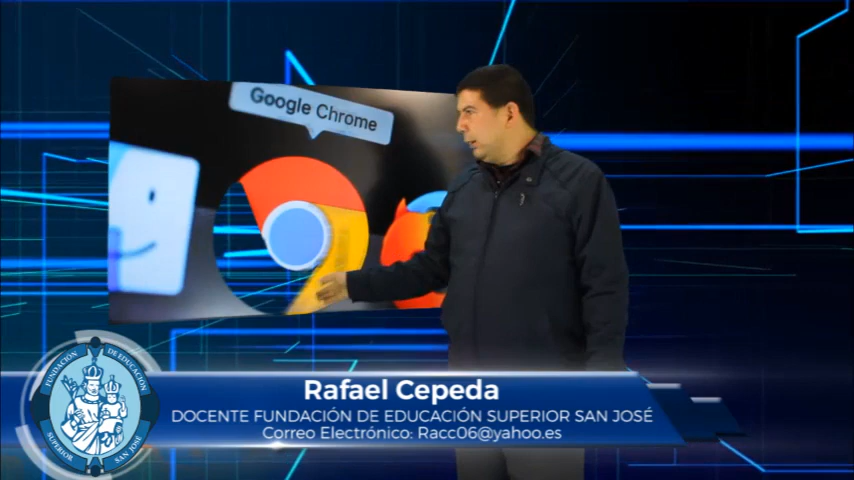 Google Chrome
Rafael Cepeda
DOCENTE FUNDACIÓN DE EDUCACIÓN SUPERIOR SAN JOSÉ
Correo Electrónico: Racc06@yahoo.es
FUNDACIÓN DE EDUCACIÓN
SUPERIOR SAN JOSÉ